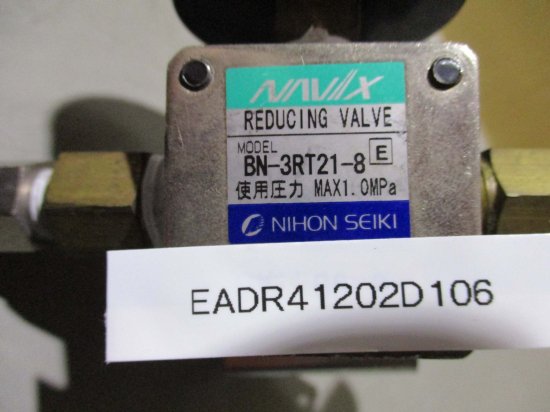 NAVIX
REDUCING VALVE
MODEL
BN-3RT21-8 E
使用圧力 MAX1.0MPa
NIHON SEIKI
EADR41202D106